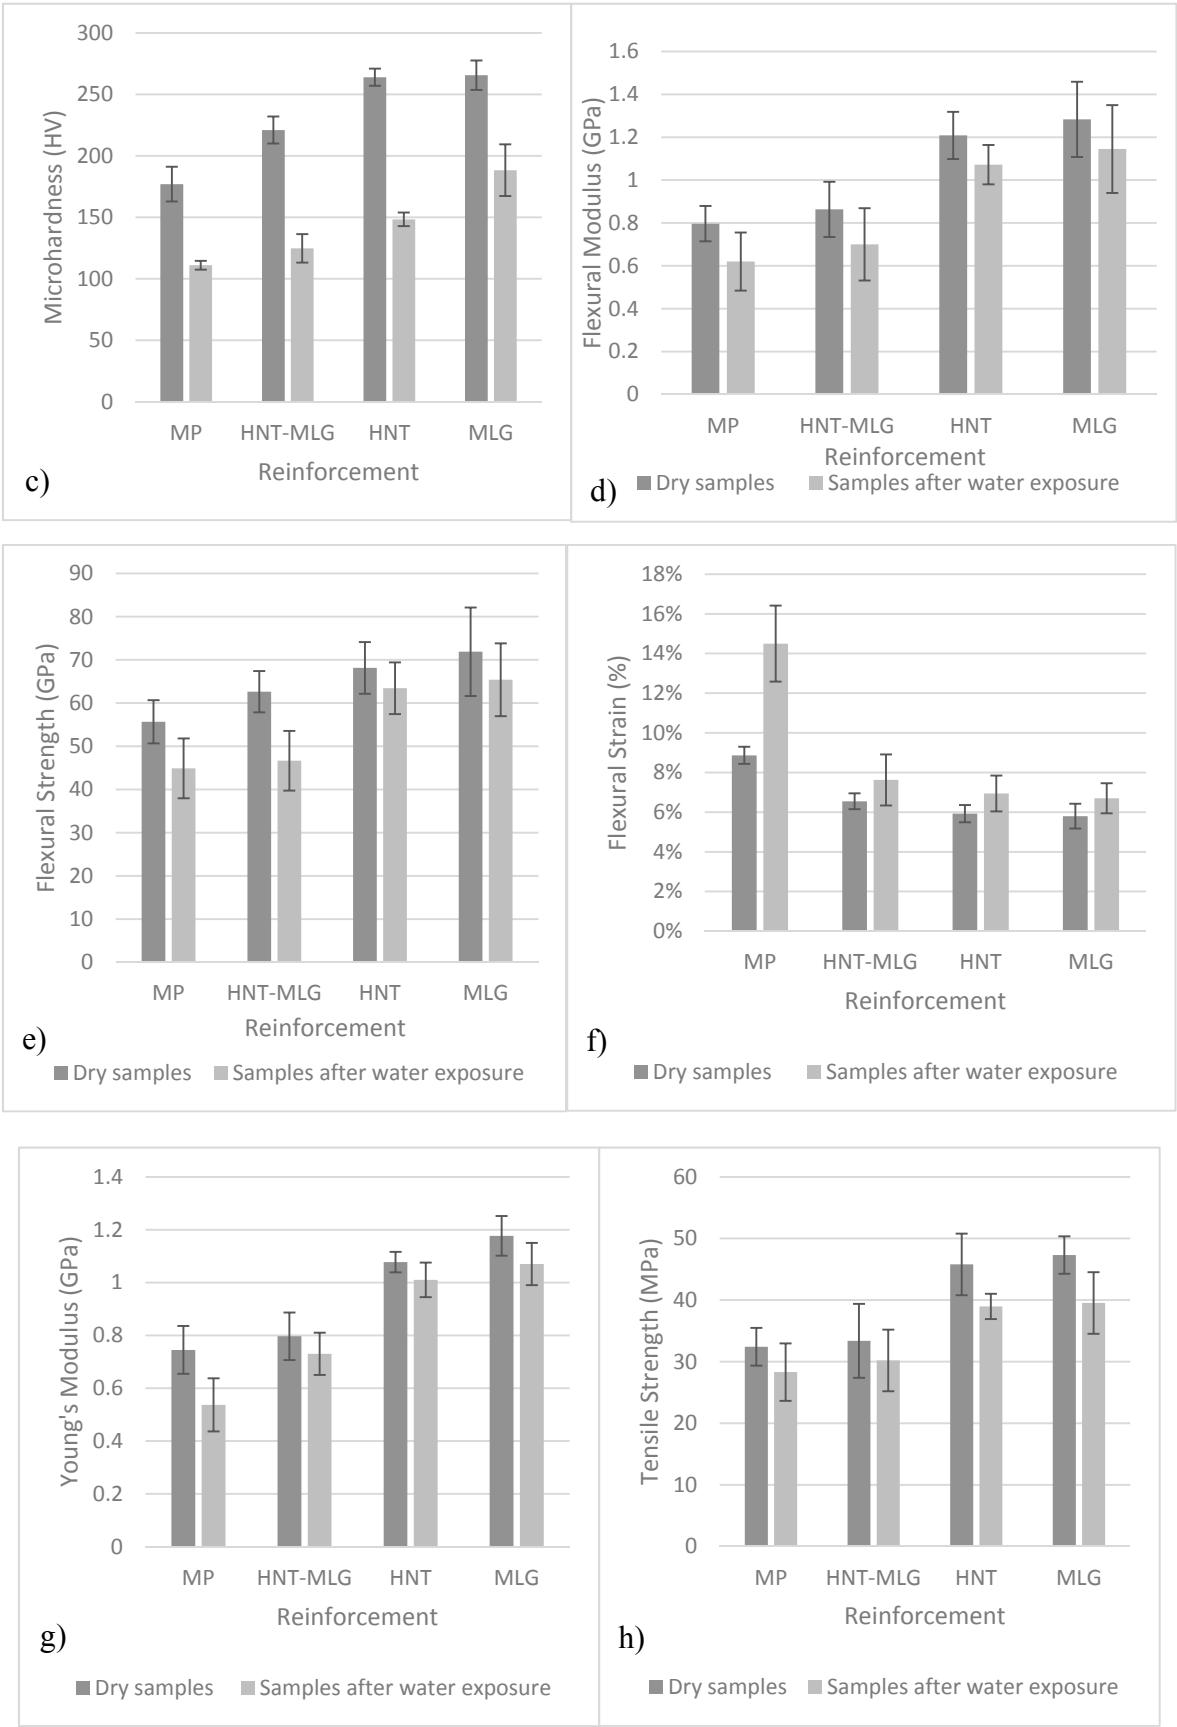 300
250
200
150
100
50
0
Microhardness (HV)
MP HNT-MLG HNT MLG
Reinforcement
c)
1.6
1.4
1.2
1
0.8
0.6
0.4
0.2
0
Flexural Modulus (GPa)
MP HNT-MLG HNT MLG
Reinforcement
d)
Dry samples Samples after water exposure
90
80
70
60
50
40
30
20
10
0
Flexural Strength (GPa)
MP HNT-MLG HNT MLG
Reinforcement
e)
Dry samples Samples after water exposure
18%
16%
14%
12%
10%
8%
6%
4%
2%
0%
Flexural Strain (%)
MP HNT-MLG HNT MLG
Reinforcement
f)
Dry samples Samples after water exposure
1.4
1.2
1
0.8
0.6
0.4
0.2
0
Young's Modulus (GPa)
MP HNT-MLG HNT MLG
Reinforcement
g)
Dry samples Samples after water exposure
60
50
40
30
20
10
0
Tensile Strength (MPa)
MP HNT-MLG HNT MLG
Reinforcement
h)
Dry samples Samples after water exposure